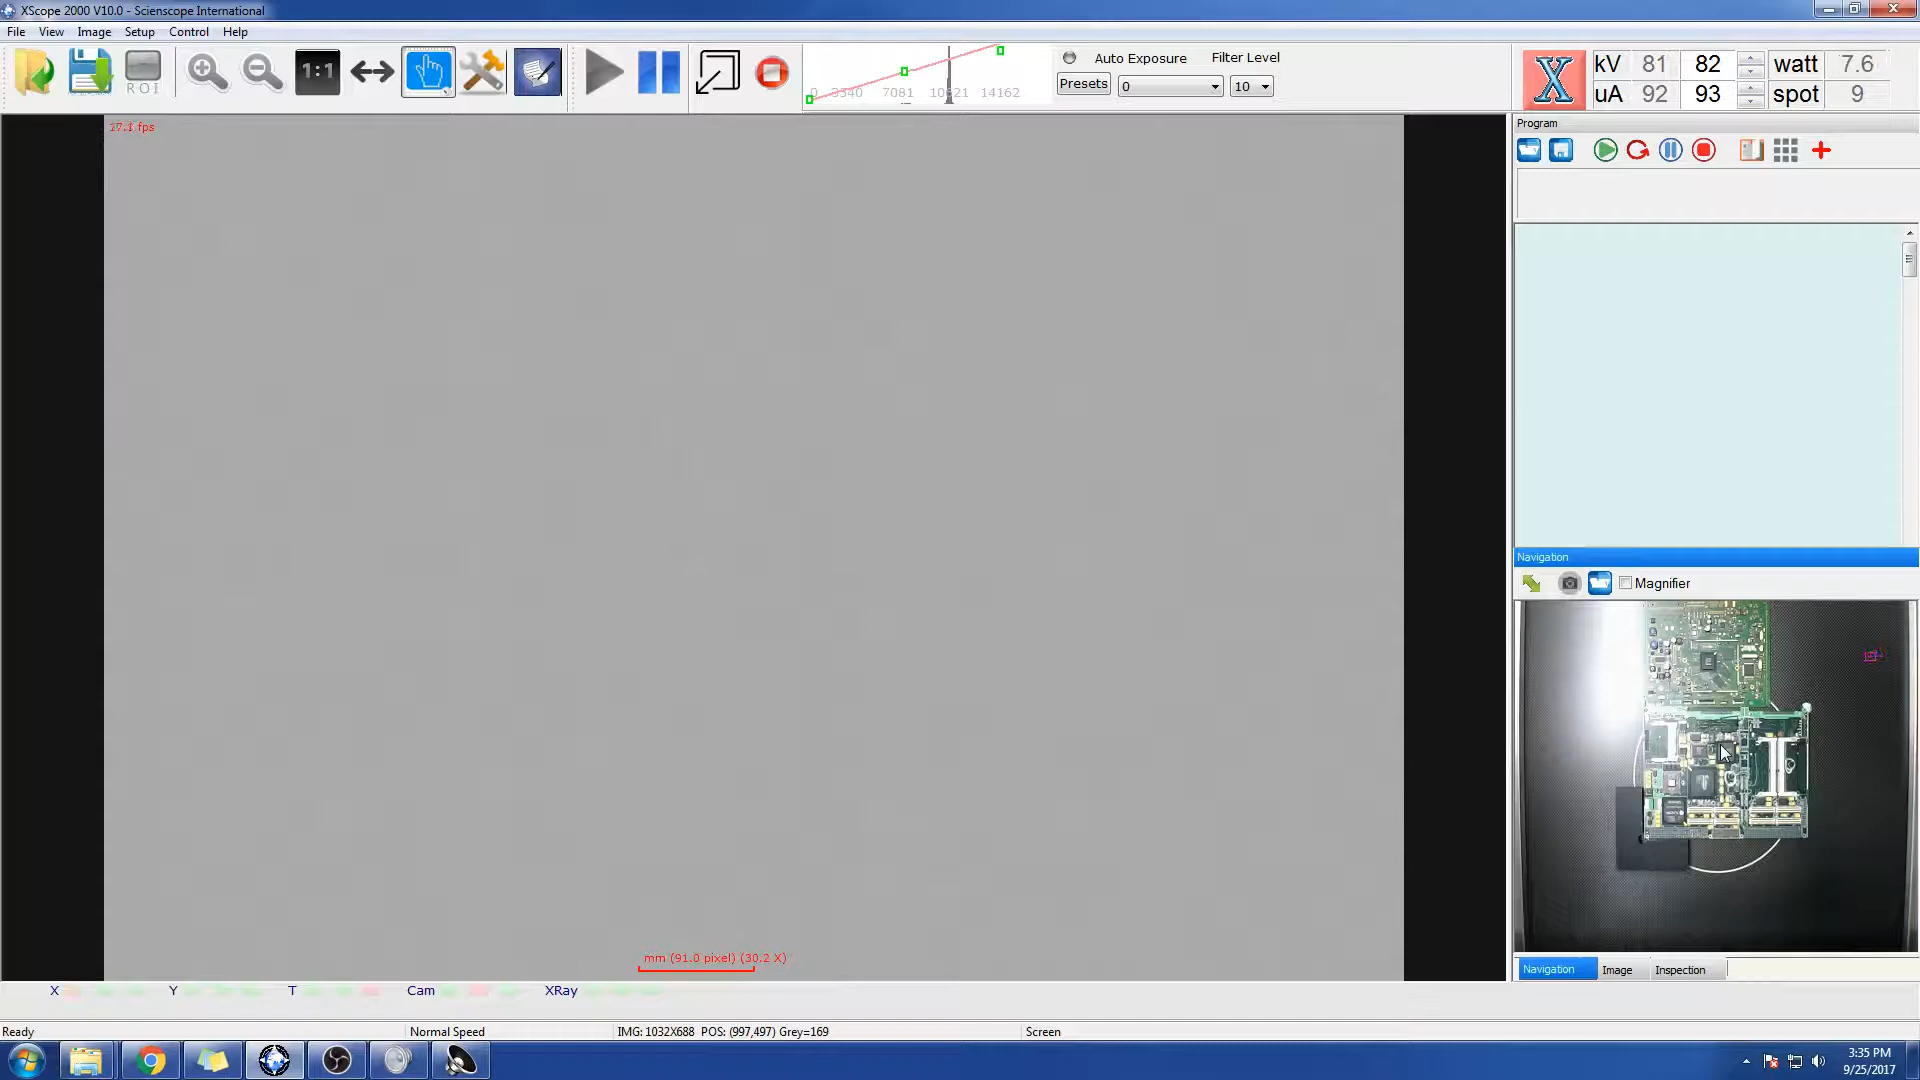 XScope 2000 V10.0 - Scienscope International
File View Image Setup Control Help
ROI
1:1
0 3340 7081 10621 14162
Auto Exposure Filter Level
Presets 0 10
X kV 81 82 watt 7.6
uA 92 93 spot 9
fps
Program
Navigation
Magnifier
mm (91.0 pixel) (30.2 X)
Navigation Image Inspection
X Y T Cam XRay
Ready Normal Speed IMG: 1032X688 POS: (997,497) Grey=169 Screen
3:35 PM
9/25/2017